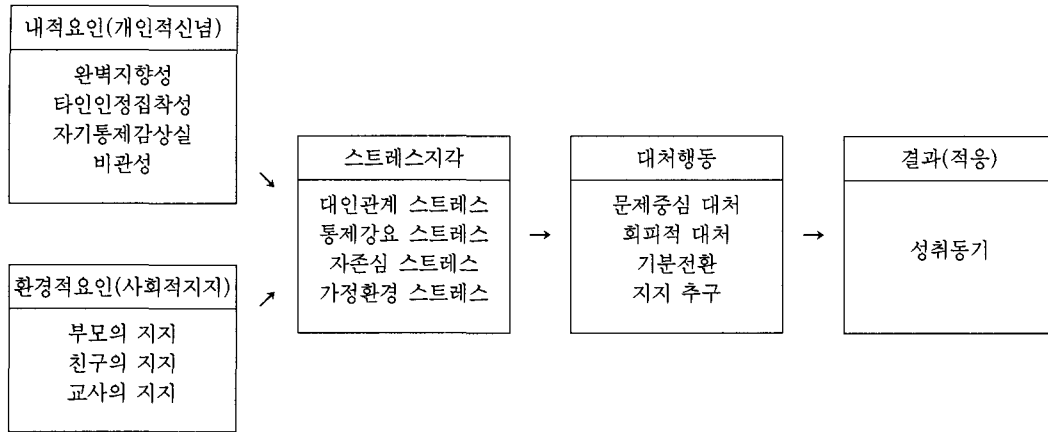 내적요인(개인적신념)
완벽지향성
타인인정집착성
자기통제감상실
비관성
환경적요인(사회적지지)
부모의 지지
친구의 지지
교사의 지지
스트레스지각
대인관계 스트레스
통제강요 스트레스
자존심 스트레스
가정환경 스트레스
대처행동
문제중심 대처
회피적 대처
기분전환
지지 추구
결과(적응)
성취동기